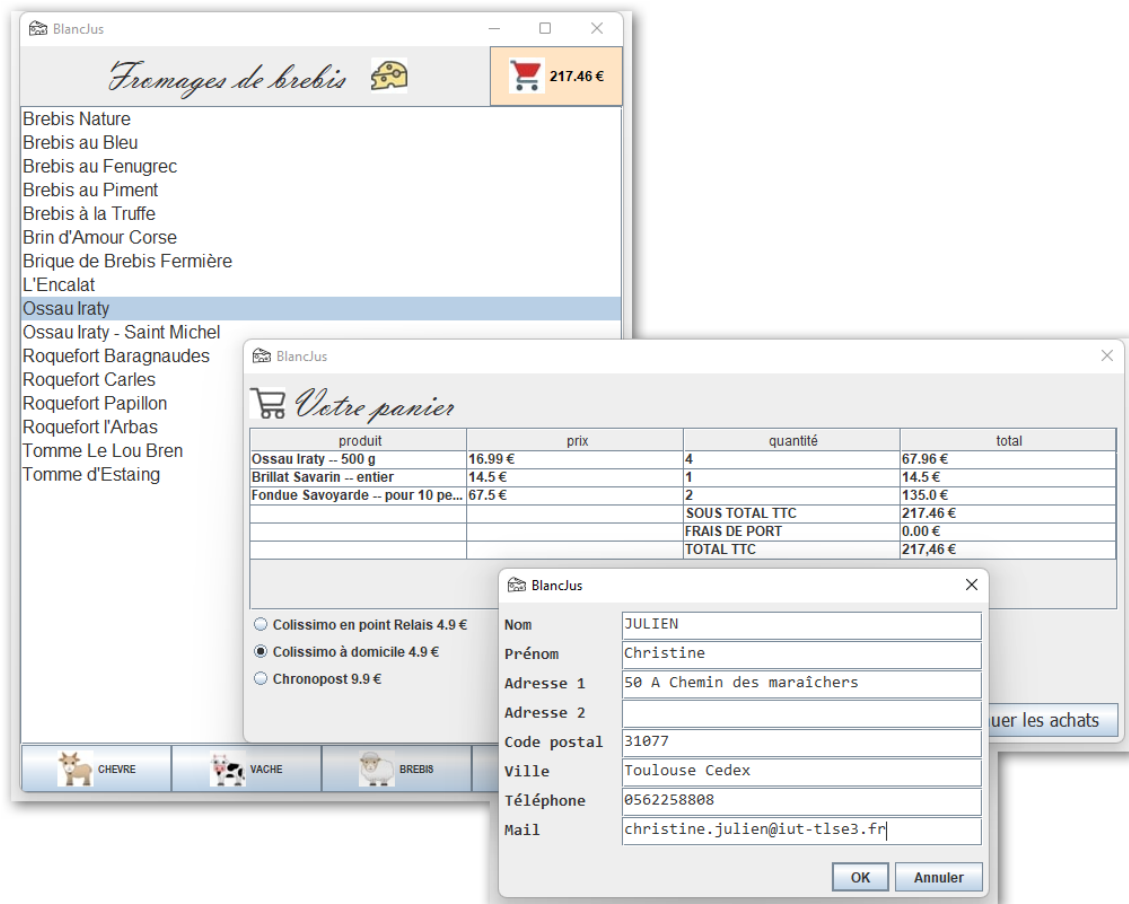 BlancJus
Fromages de brebis
217.46 €
Brebis Nature
Brebis au Bleu
Brebis au Fenugrec
Brebis au Piment
Brebis à la Truffe
Brin d'Amour Corse
Brique de Brebis Fermière
L'Encalat
Ossau Iraty
Ossau Iraty - Saint Michel
Roquefort Baragnaudes
Roquefort Carles
Roquefort Papillon
Roquefort l'Arbas
Tomme Le Lou Bren
Tomme d'Estaing
CHEVRE VACHE BREBIS
BlancJus
Votre panier
produit prix quantité total
Ossau Iraty -- 500 g 16.99 € 4 67.96 €
Brillat Savarin -- entier 14.5 € 1 14.5 €
Fondue Savoyarde -- pour 10 pe... 67.5 € 2 135.0 €
SOUS TOTAL TTC 217.46 €
FRAIS DE PORT 0.00 €
TOTAL TTC 217,46 €
Colissimo en point Relais 4.9 €
Colissimo à domicile 4.9 €
Chronopost 9.9 €
uer les achats
BlancJus
Nom JULIEN
Prénom Christine
Adresse 1 50 A Chemin des maraîchers
Adresse 2
Code postal 31077
Ville Toulouse Cedex
Téléphone 0562258808
Mail christine.julien@iut-tlse3.fr
OK Annuler